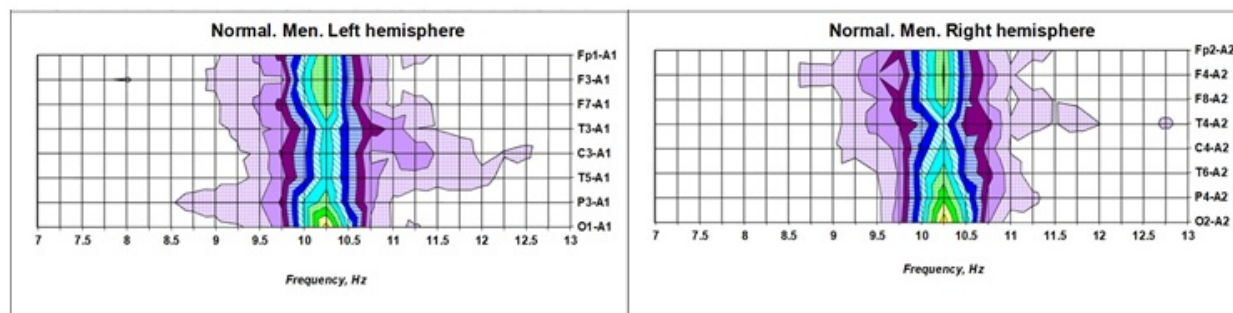 Normal. Men. Left hemisphere
Fp1-A1
F3-A1
F7-A1
T3-A1
C3-A1
T5-A1
P3-A1
O1-A1
7 7.5 8 8.5 9 9.5 10 10.5 11 11.5 12 12.5 13
Frequency, Hz
Normal. Men. Right hemisphere
Fp2-A2
F4-A2
F8-A2
T4-A2
C4-A2
T6-A2
P4-A2
O2-A2
7 7.5 8 8.5 9 9.5 10 10.5 11 11.5 12 12.5 13
Frequency, Hz